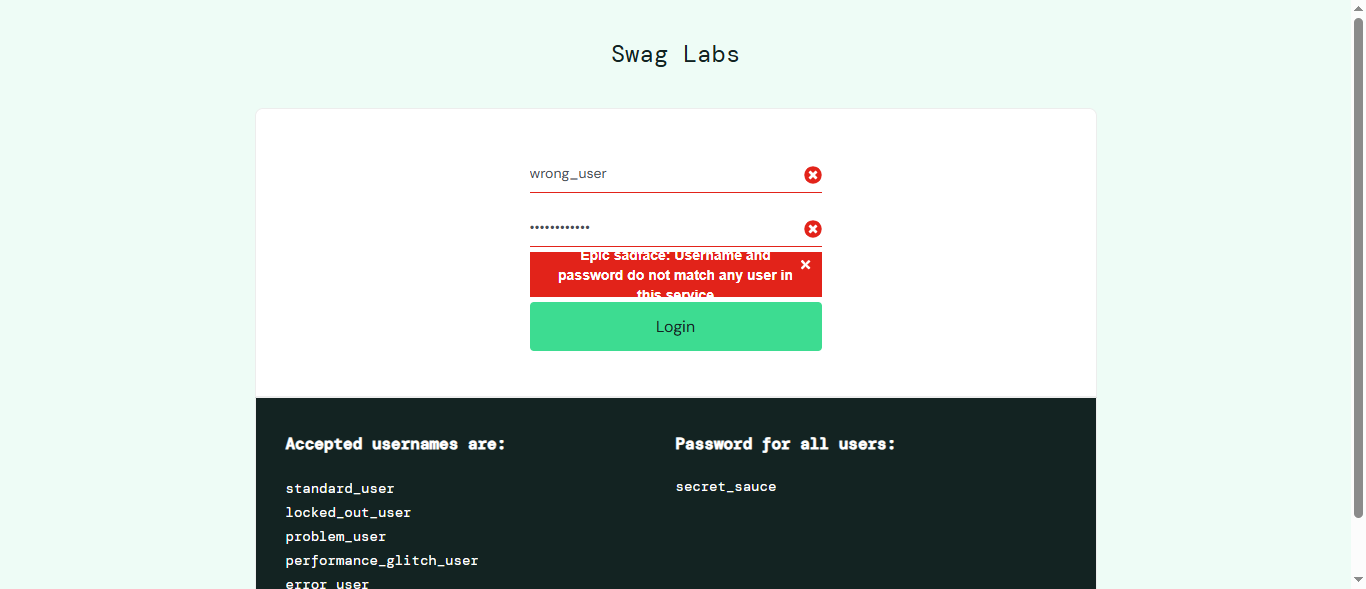 Swag Labs
wrong_user
••••••••••••
Epic sadface: Username and
password do not match any user in
this service
Login
Accepted usernames are:
standard_user
locked_out_user
problem_user
performance_glitch_user
error_user
Password for all users:
secret_sauce